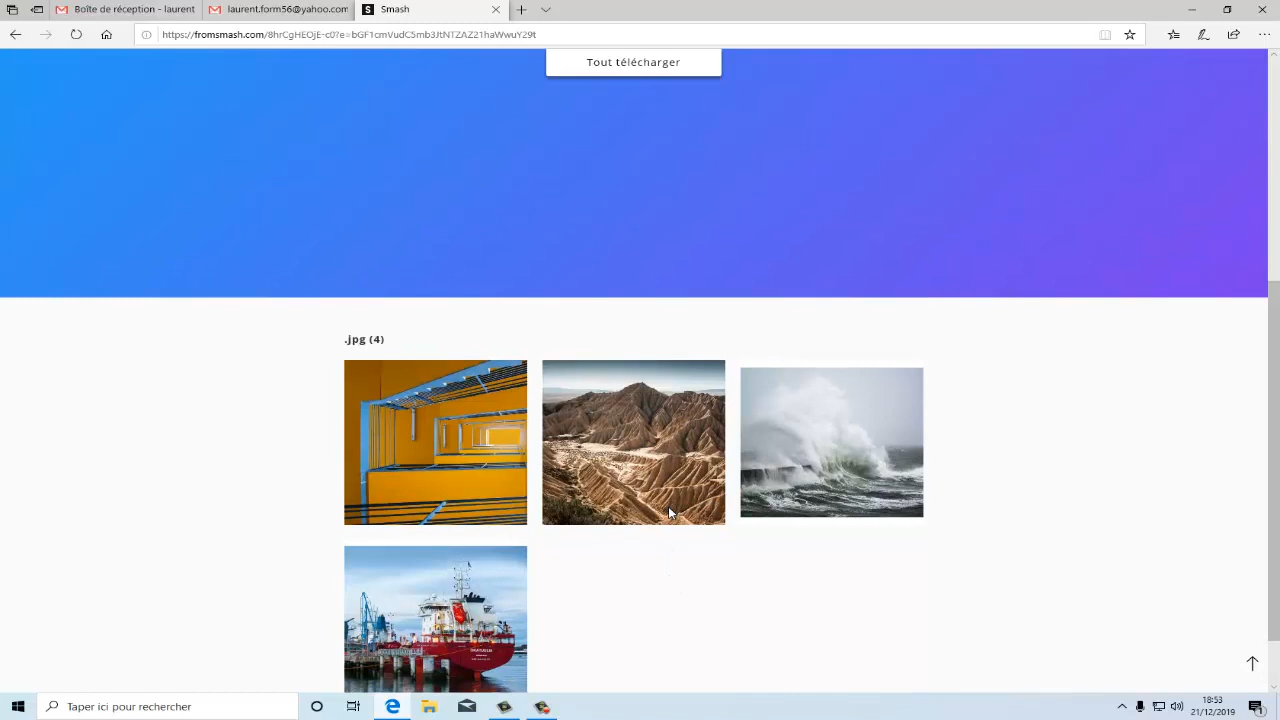 Boîte de réception - laurent
laurent.form56@yahoo.com
Smash
https://fromsmash.com/8hrCgHEOjE-c0?e=bGF1cmVudC5mb3JtNTZAZ21haWwuY29t
Tout télécharger
.jpg (4)
Taper ici pour rechercher
18:53
21/12/2019